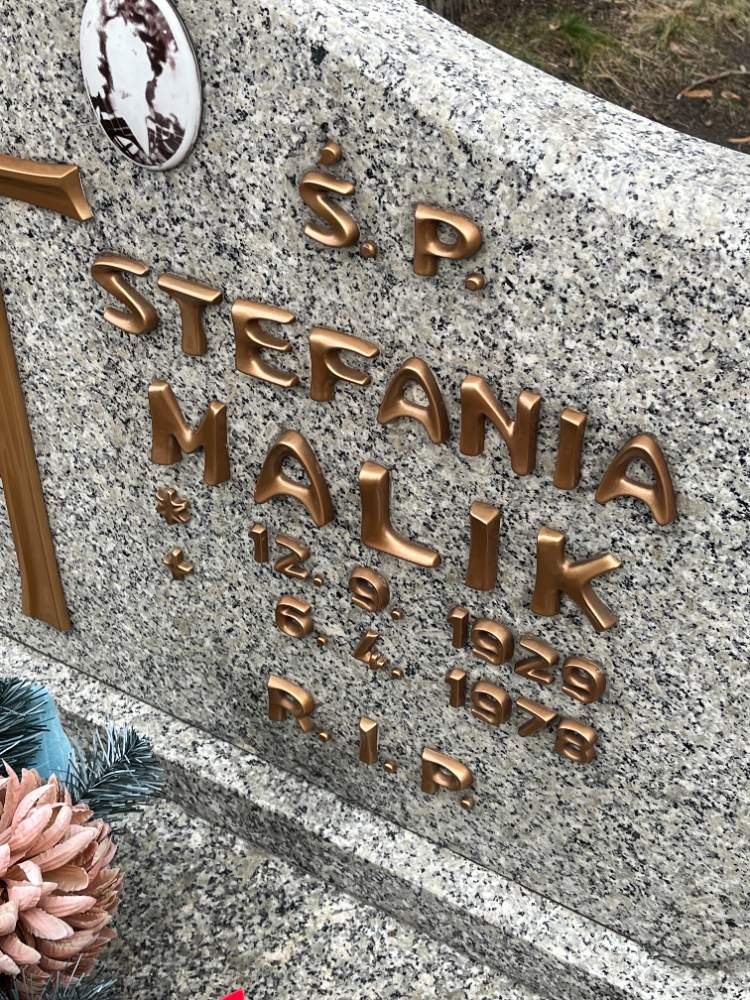 Ś.P.
STEFANIA
MALIK
* 12.9.1929
† 6.4.1978
R.I.P.